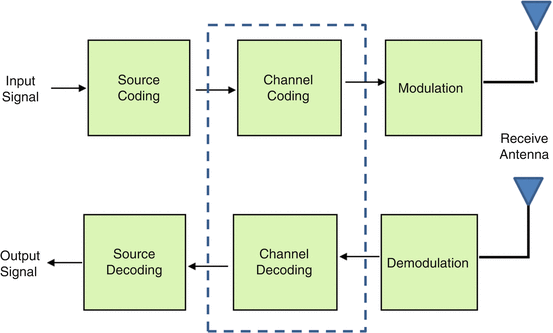 Input
Signal
Source
Coding
Channel
Coding
Modulation
Receive
Antenna
Output
Signal
Source
Decoding
Channel
Decoding
Demodulation